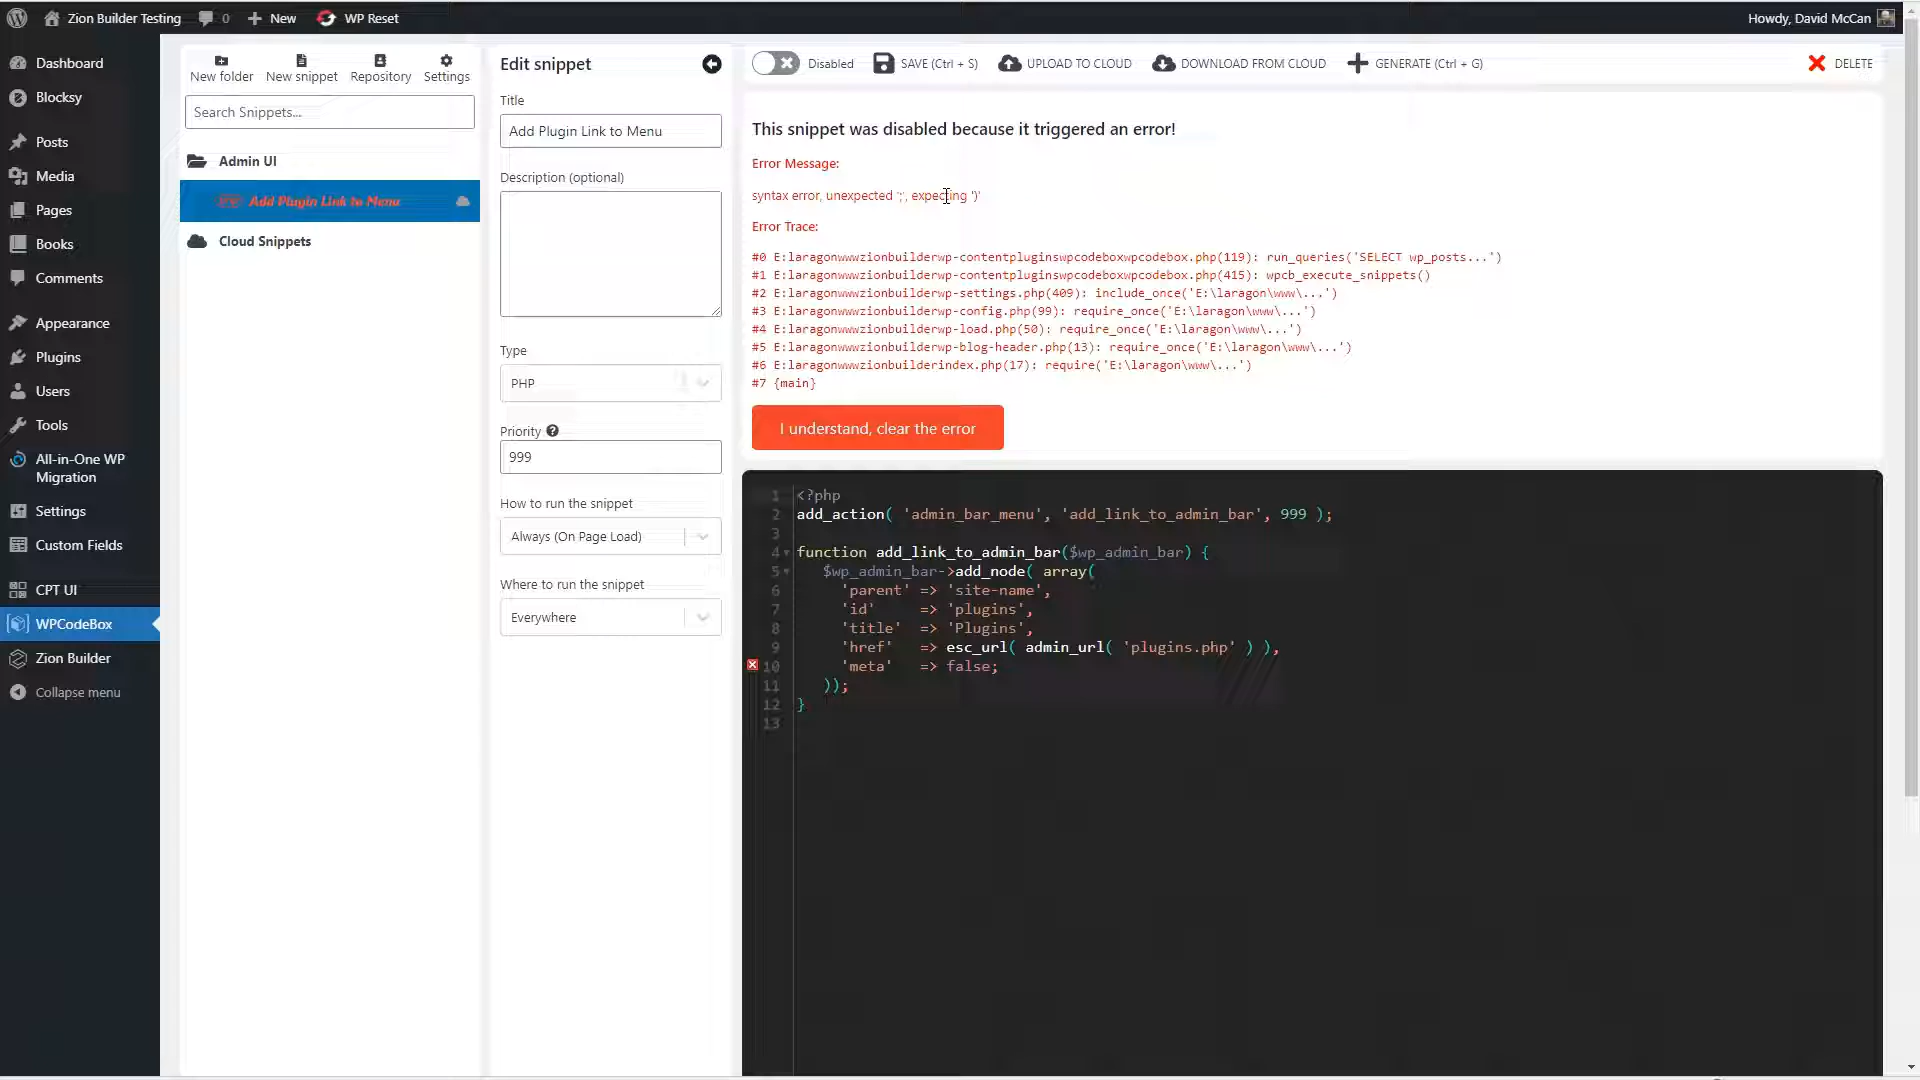 Zion Builder Testing 0 New WP Reset Howdy, David McCan
Dashboard
Blocksy
Posts
Media
Pages
Books
Comments
Appearance
Plugins
Users
Tools
All-in-One WP
Migration
Settings
Custom Fields
CPT UI
WPCodeBox
Zion Builder
Collapse menu
New folder New snippet Repository Settings
Search Snippets...
Admin UI
Add Plugin Link to Menu
Cloud Snippets
Edit snippet
Title
Add Plugin Link to Menu
Description (optional)
Type
PHP
Priority
999
How to run the snippet
Always (On Page Load)
Where to run the snippet
Everywhere
Disabled SAVE (Ctrl + S) UPLOAD TO CLOUD DOWNLOAD FROM CLOUD GENERATE (Ctrl + G) DELETE
This snippet was disabled because it triggered an error!
Error Message:
syntax error, unexpected ';', expecting ')'
Error Trace:
#0 E:laragonwwwzionbuilderwp-contentpluginswpcodeboxwpcodebox.php(119): run_queries('SELECT wp_posts...')
#1 E:laragonwwwzionbuilderwp-contentpluginswpcodeboxwpcodebox.php(415): wpcb_execute_snippets()
#2 E:laragonwwwzionbuilderwp-settings.php(409): include_once('E:\laragon\www\...')
#3 E:laragonwwwzionbuilderwp-config.php(99): require_once('E:\laragon\www\...')
#4 E:laragonwwwzionbuilderwp-load.php(50): require_once('E:\laragon\www\...')
#5 E:laragonwwwzionbuilderwp-blog-header.php(13): require_once('E:\laragon\www\...')
#6 E:laragonwwwzionbuilderindex.php(17): require('E:\laragon\www\...')
#7 {main}
I understand, clear the error
1 <?php
2 add_action( 'admin_bar_menu', 'add_link_to_admin_bar', 999 );
3
4 function add_link_to_admin_bar($wp_admin_bar) {
5 $wp_admin_bar->add_node( array(
6 'parent' => 'site-name',
7 'id' => 'plugins',
8 'title' => 'Plugins',
9 'href' => esc_url( admin_url( 'plugins.php' ) ),
10 'meta' => false;
11 ));
12 }
13